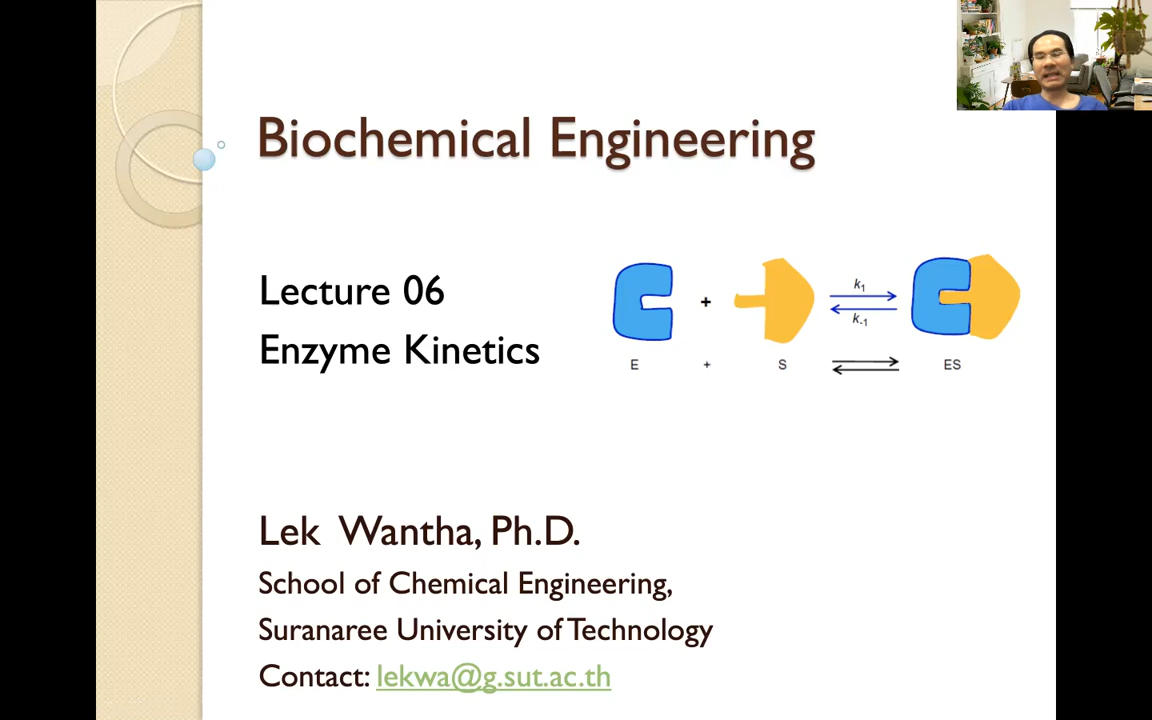 Biochemical Engineering
Lecture 06
Enzyme Kinetics
k1
+
k-1
E + S ES
Lek Wantha, Ph.D.
School of Chemical Engineering,
Suranaree University of Technology
Contact: lekwa@g.sut.ac.th